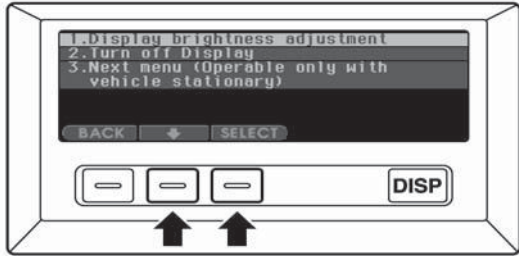 1.Display brightness adjustment
2.Turn off Display
3.Next menu (Operable only with
vehicle stationary)
BACK SELECT
DISP